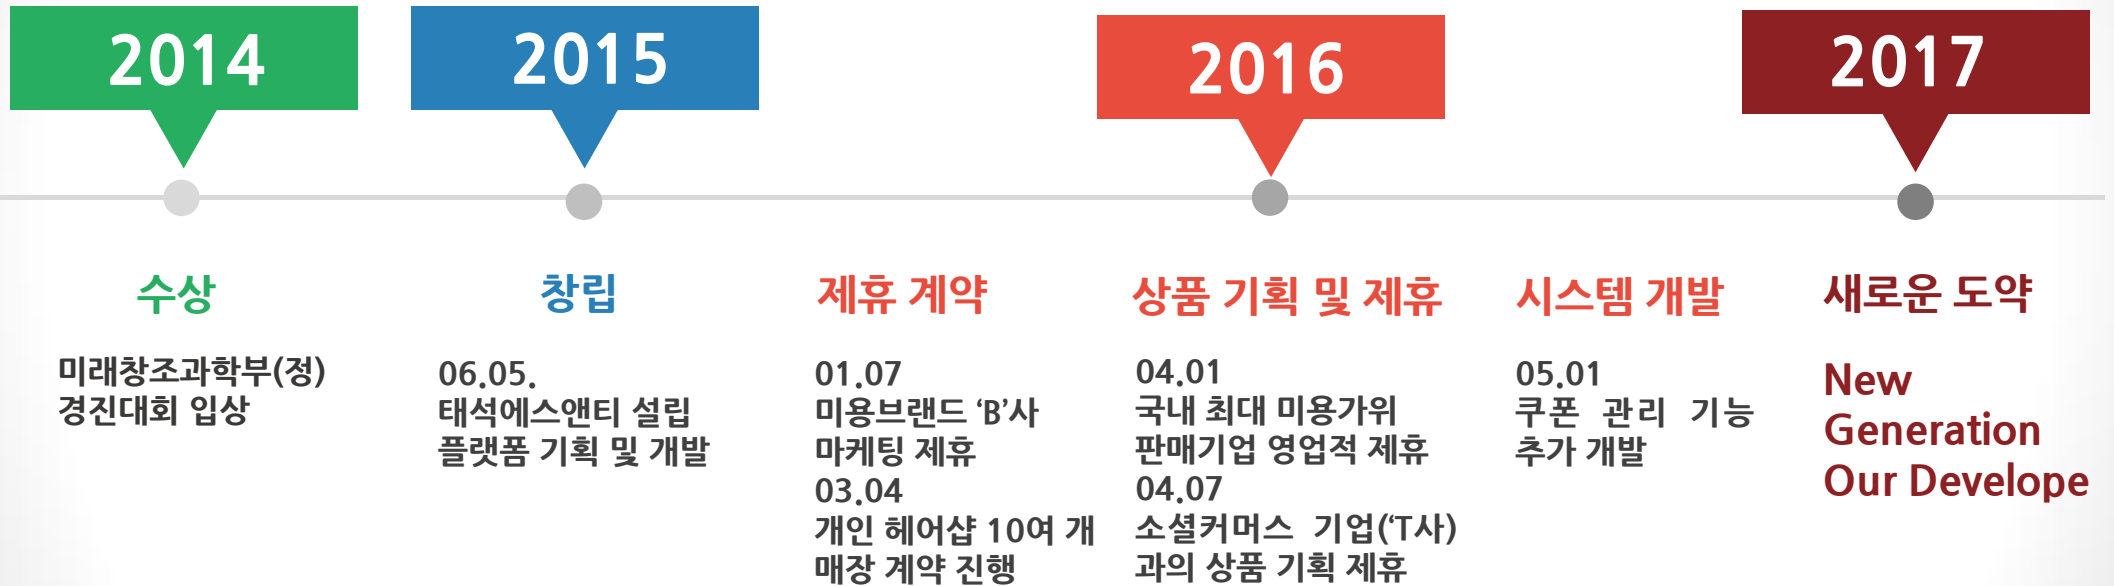 2014
2015
2016
2017
수상
미래창조과학부(정)
경진대회 입상
창립
06.05.
태석에스앤티 설립
플랫폼 기획 및 개발
제휴 계약
01.07
미용브랜드 ‘B’사
마케팅 제휴
03.04
개인 헤어샵 10여 개
매장 계약 진행
상품 기획 및 제휴
04.01
국내 최대 미용가위
판매기업 영업적 제휴
04.07
소셜커머스 기업(‘T사)
과의 상품 기획 제휴
시스템 개발
05.01
쿠폰 관리 기능
추가 개발
새로운 도약
New
Generation
Our Develope